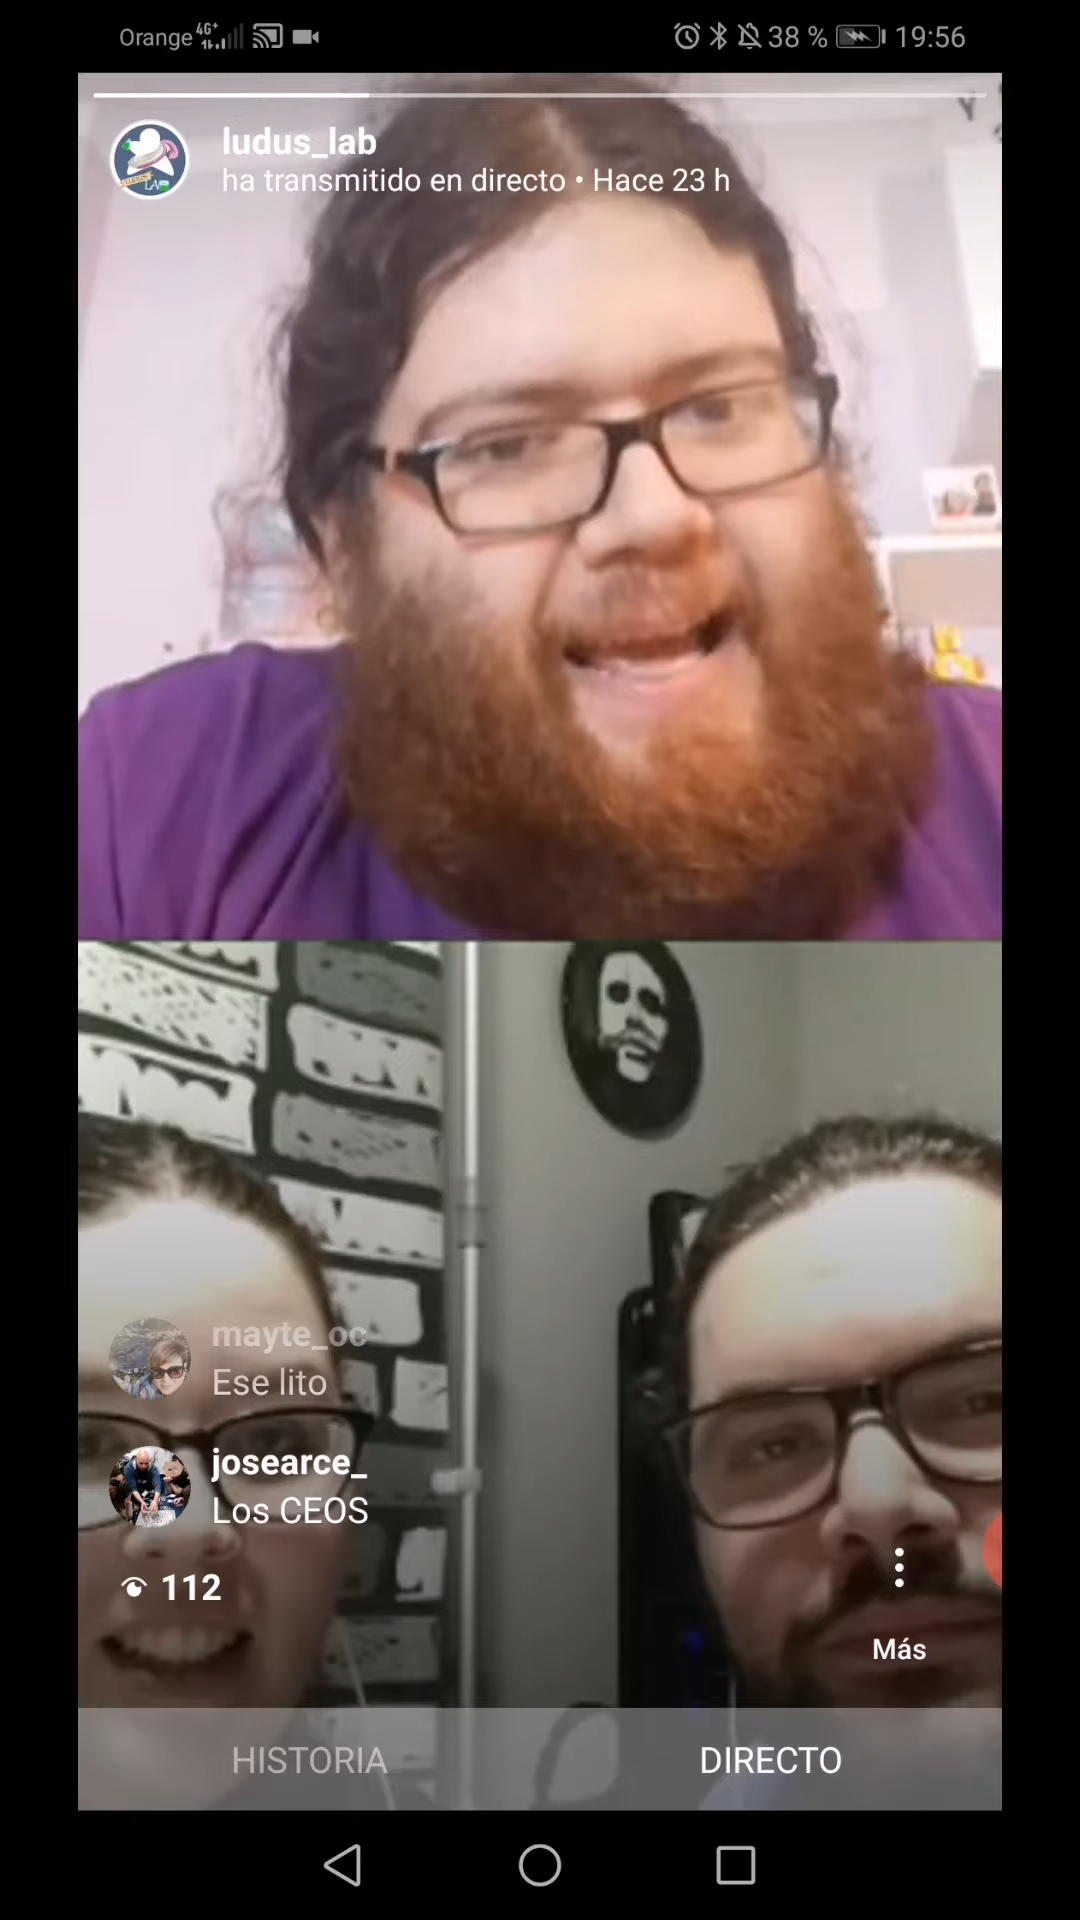 Orange 4G+ 38 % 19:56
ludus_lab
ha transmitido en directo • Hace 23 h
mayte_oc
Ese lito
josearce_
Los CEOS
112
Más
HISTORIA DIRECTO